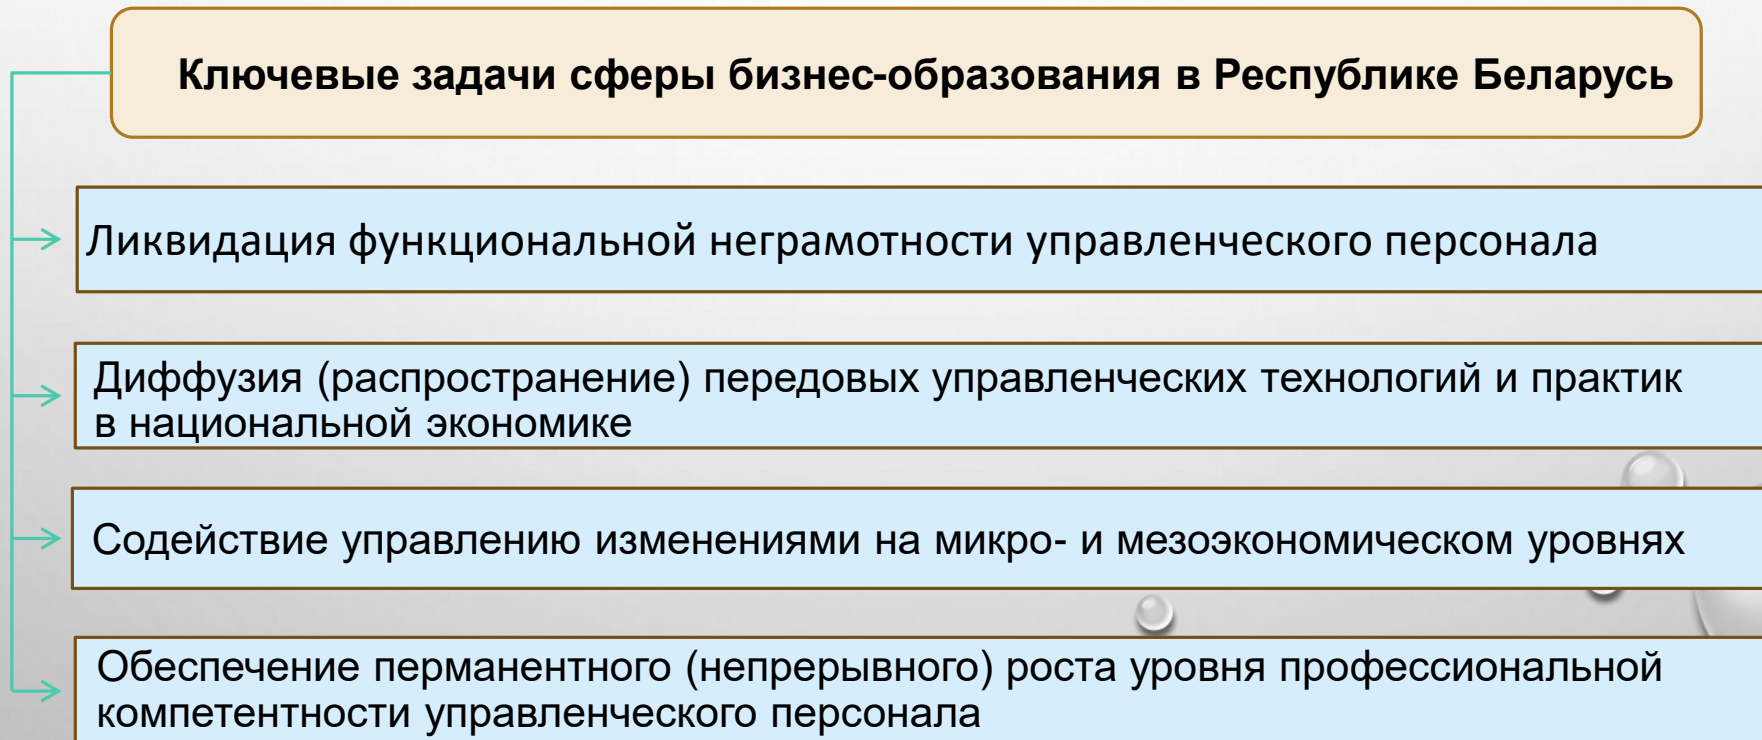 Ключевые задачи сферы бизнес-образования в Республике Беларусь
Ликвидация функциональной неграмотности управленческого персонала
Диффузия (распространение) передовых управленческих технологий и практик
в национальной экономике
Содействие управлению изменениями на микро- и мезоэкономическом уровнях
Обеспечение перманентного (непрерывного) роста уровня профессиональной
компетентности управленческого персонала